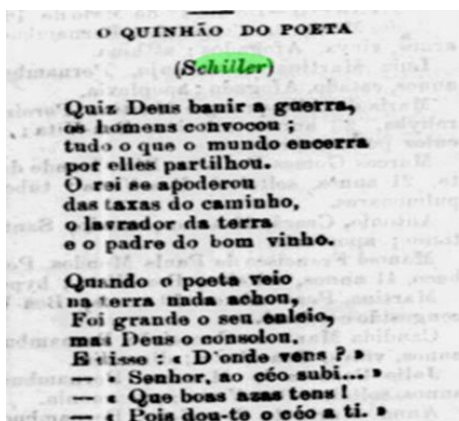 O QUINHÃO DO POETA
(Schiller)
Quiz Deus banir a guerra,
os homens convocou ;
tudo o que o mundo encerra
por elles partilhou.
O rei se apoderou
das taxas do caminho,
o lavrador da terra
e o padre do bom vinho.
Quando o poeta veio
na terra nada achou,
Foi grande o seu enleio,
mas Deus o consolou.
E disse : « D'onde vens ? »
— « Senhor, ao céo subi... »
— « Que boas azas tens !
— « Pois dou-te o céo a ti. »